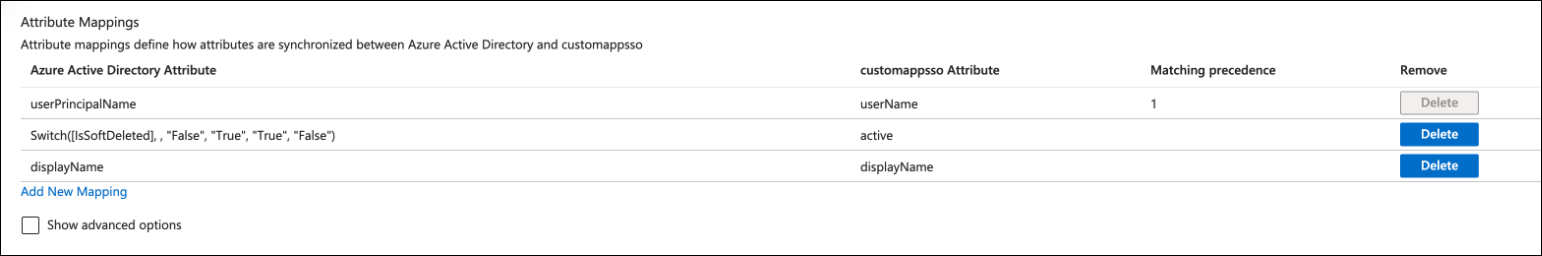 Attribute Mappings
Attribute mappings define how attributes are synchronized between Azure Active Directory and customappsso
Azure Active Directory Attribute customappsso Attribute Matching precedence Remove
userPrincipalName userName 1 Delete
Switch([IsSoftDeleted], , "False", "True", "True", "False") active Delete
displayName displayName Delete
Add New Mapping
Show advanced options